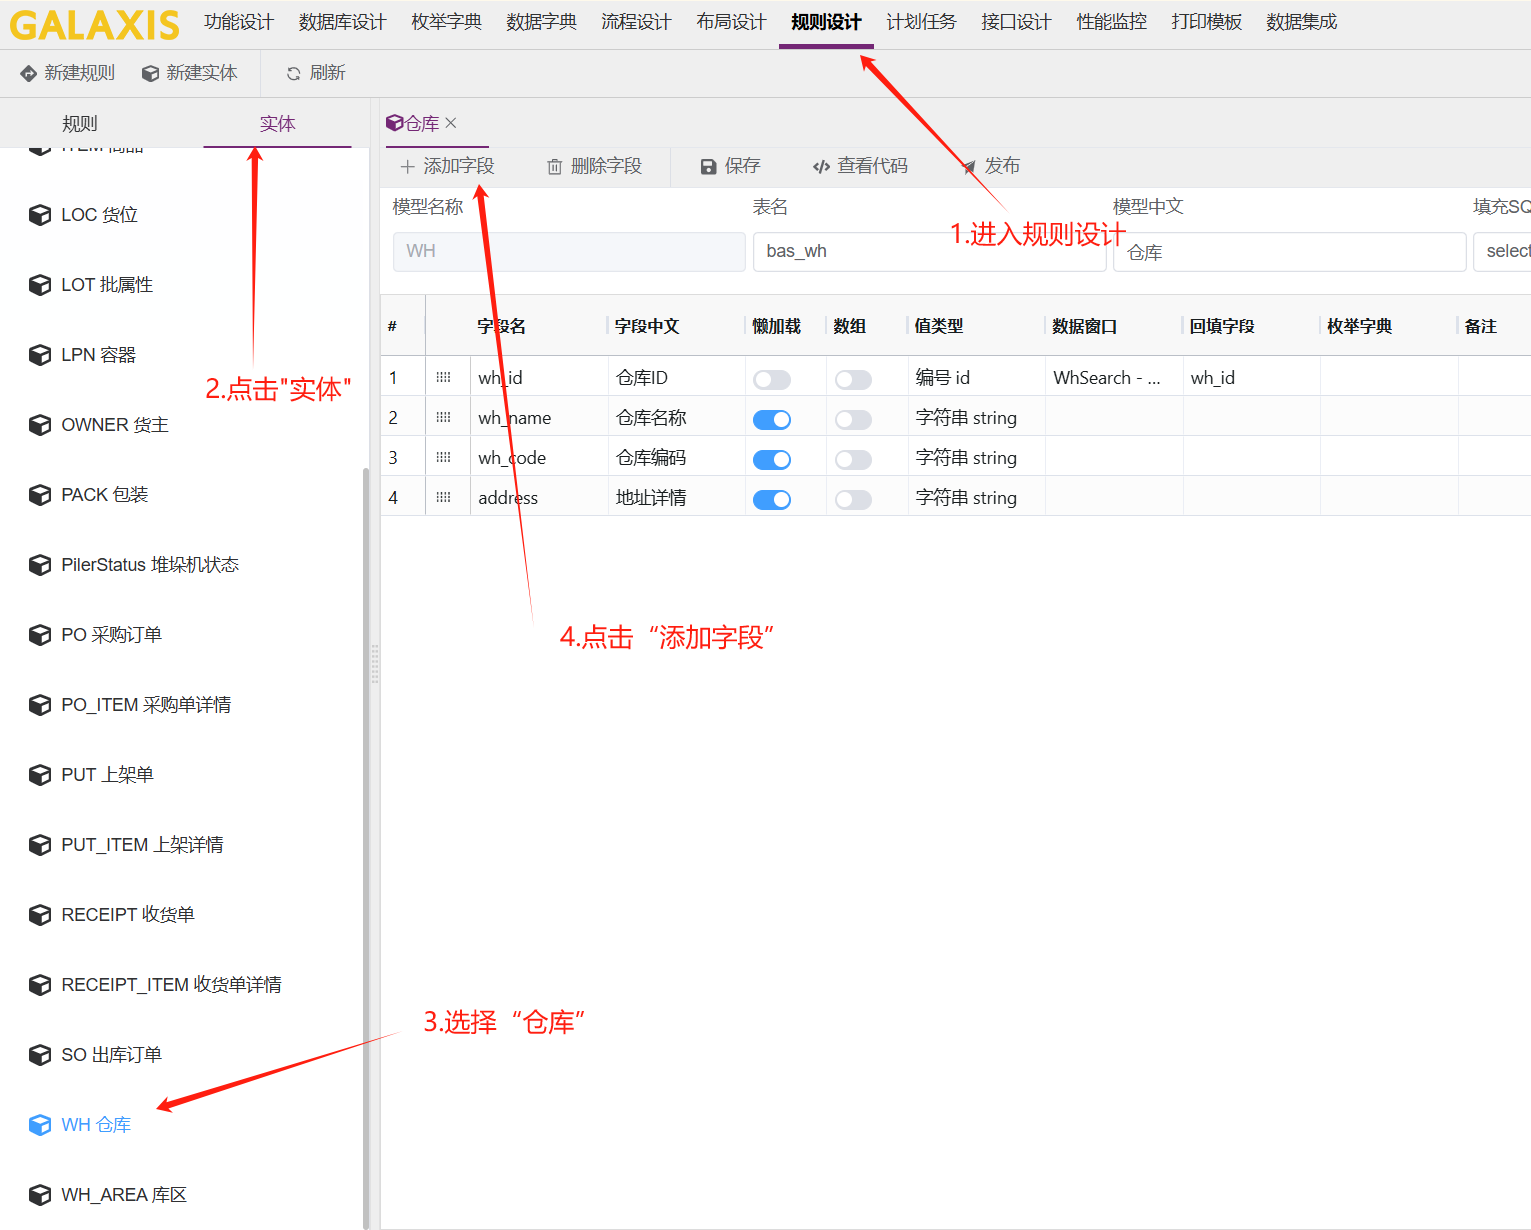 GALAXIS 功能设计 数据库设计 枚举字典 数据字典 流程设计 布局设计 规则设计 计划任务 接口设计 性能监控 打印模板 数据集成
新建规则 新建实体 刷新
规则 实体
仓库
添加字段 删除字段 保存 查看代码 发布
ITEM 商品
LOC 货位
LOT 批属性
LPN 容器
OWNER 货主
PACK 包装
PilerStatus 堆垛机状态
PO 采购订单
PO_ITEM 采购单详情
PUT 上架单
PUT_ITEM 上架详情
RECEIPT 收货单
RECEIPT_ITEM 收货单详情
SO 出库订单
WH 仓库
WH_AREA 库区
模型名称 表名 模型中文 填充SQ
WH bas_wh 仓库 select
# 字段名 字段中文 懒加载 数组 值类型 数据窗口 回填字段 枚举字典 备注
1 wh_id 仓库ID 编号 id WhSearch - ... wh_id
2 wh_name 仓库名称 字符串 string
3 wh_code 仓库编码 字符串 string
4 address 地址详情 字符串 string
1.进入规则设计
2.点击"实体"
3.选择“仓库”
4.点击“添加字段”